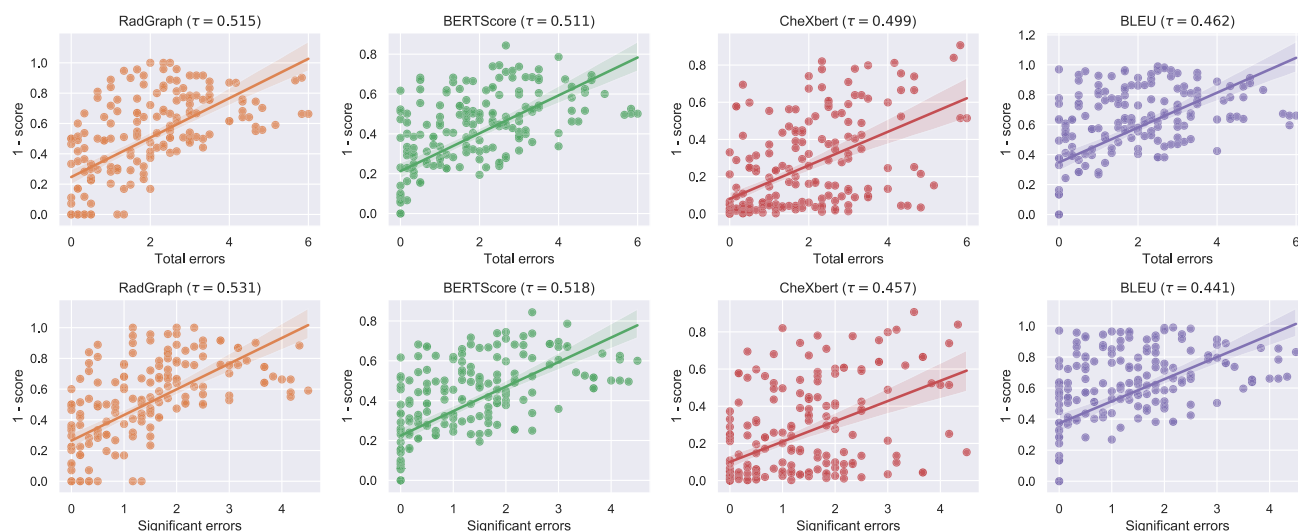 RadGraph (τ = 0.515)
BERTScore (τ = 0.511)
CheXbert (τ = 0.499)
BLEU (τ = 0.462)
1 - score
1.0
0.8
0.6
0.4
0.2
0.0
0 2 4 6
Total errors
1 - score
0.8
0.6
0.4
0.2
0.0
0 2 4 6
Total errors
1 - score
0.8
0.6
0.4
0.2
0.0
0 2 4 6
Total errors
1 - score
1.2
1.0
0.8
0.6
0.4
0.2
0.0
0 2 4 6
Total errors
RadGraph (τ = 0.531)
BERTScore (τ = 0.518)
CheXbert (τ = 0.457)
BLEU (τ = 0.441)
1 - score
1.0
0.8
0.6
0.4
0.2
0.0
0 1 2 3 4
Significant errors
1 - score
0.8
0.6
0.4
0.2
0.0
0 1 2 3 4
Significant errors
1 - score
0.8
0.6
0.4
0.2
0.0
0 1 2 3 4
Significant errors
1 - score
1.0
0.8
0.6
0.4
0.2
0.0
0 1 2 3 4
Significant errors